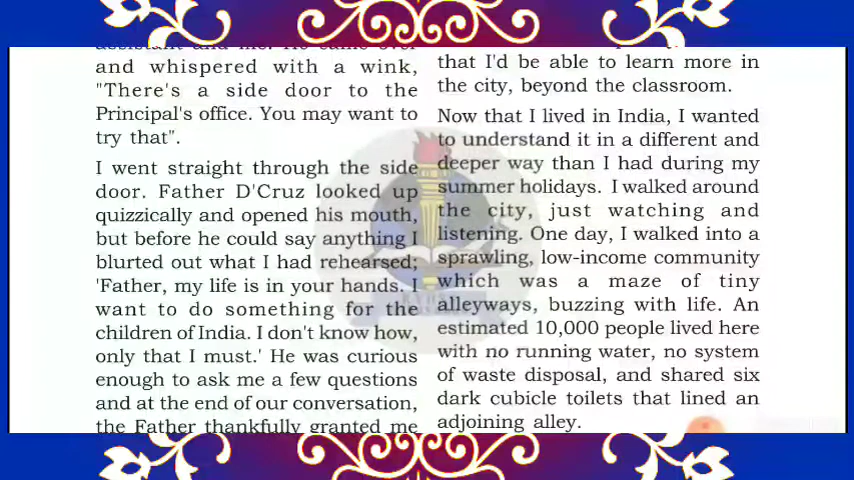 and whispered with a wink,
"There's a side door to the
Principal's office. You may want to
try that".
I went straight through the side
door. Father D'Cruz looked up
quizzically and opened his mouth,
but before he could say anything I
blurted out what I had rehearsed;
'Father, my life is in your hands. I
want to do something for the
children of India. I don't know how,
only that I must.' He was curious
enough to ask me a few questions
and at the end of our conversation,
the Father thankfully granted me
that I'd be able to learn more in
the city, beyond the classroom.
Now that I lived in India, I wanted
to understand it in a different and
deeper way than I had during my
summer holidays. I walked around
the city, just watching and
listening. One day, I walked into a
sprawling, low-income community
which was a maze of tiny
alleyways, buzzing with life. An
estimated 10,000 people lived here
with no running water, no system
of waste disposal, and shared six
dark cubicle toilets that lined an
adjoining alley.